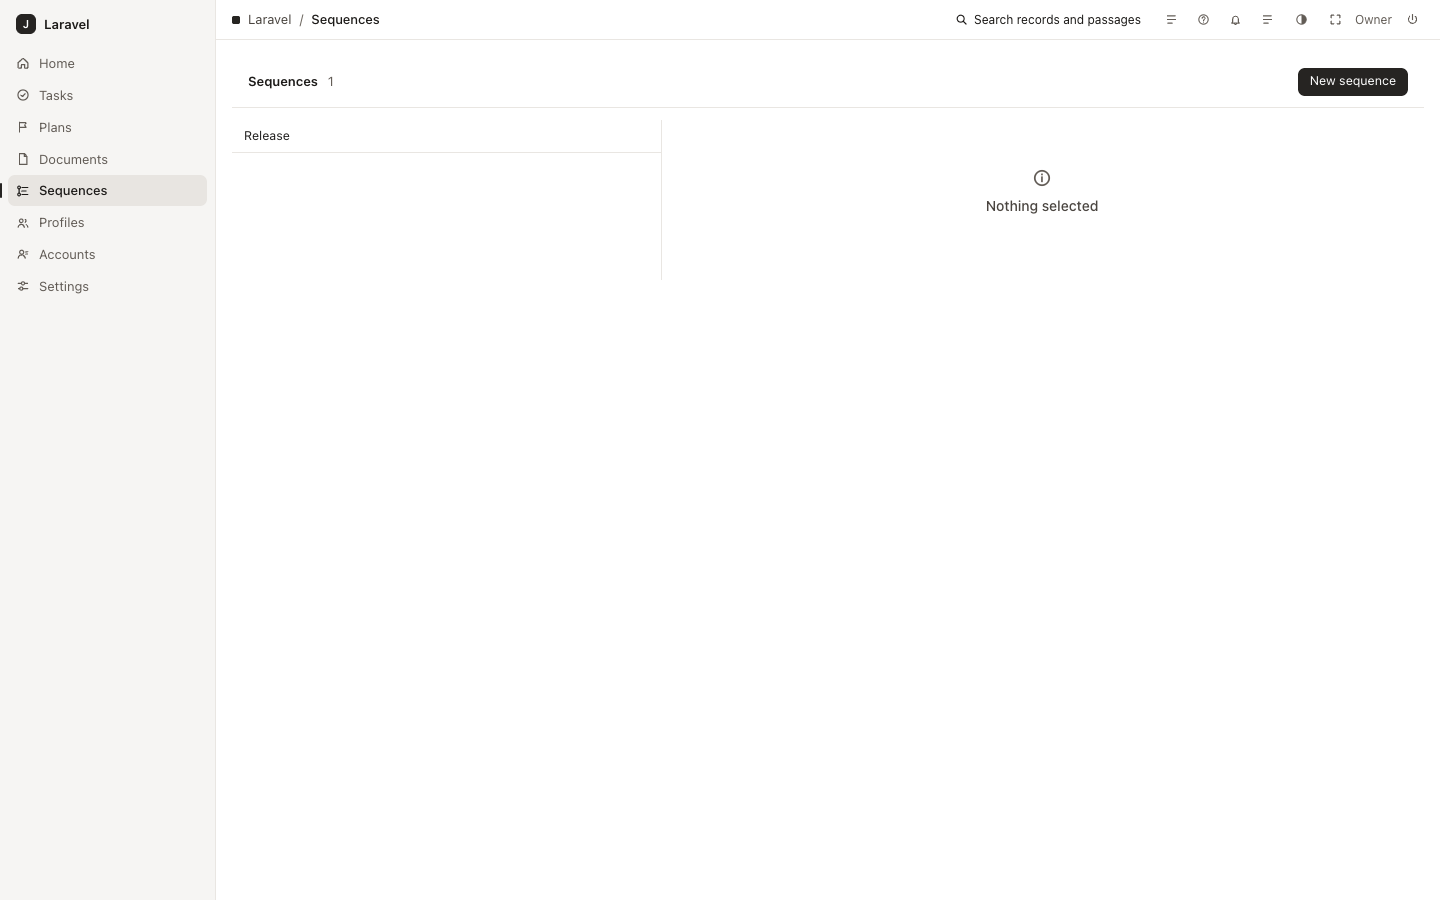 J Laravel
Home
Tasks
Plans
Documents
Sequences
Profiles
Accounts
Settings
Laravel / Sequences
Search records and passages
Owner
Sequences 1
New sequence
Release
Nothing selected